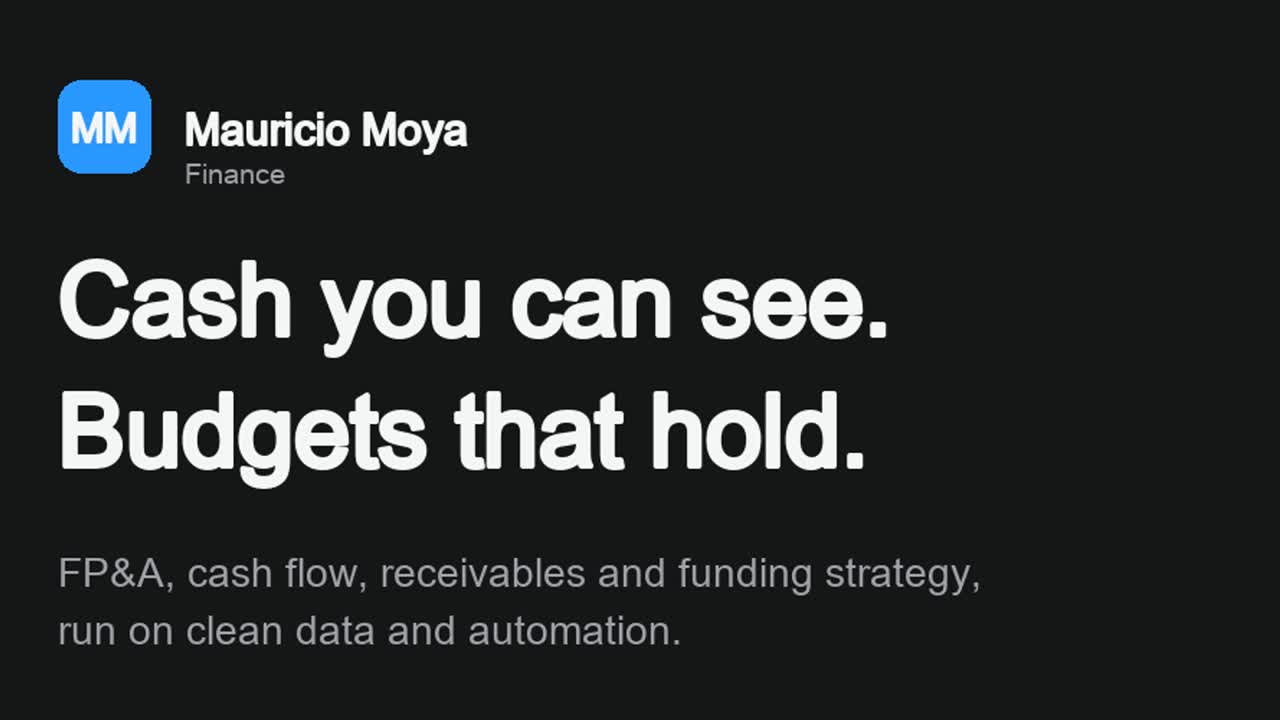 MM
Mauricio Moya
Finance
Cash you can see.
Budgets that hold.
FP&A, cash flow, receivables and funding strategy,
run on clean data and automation.